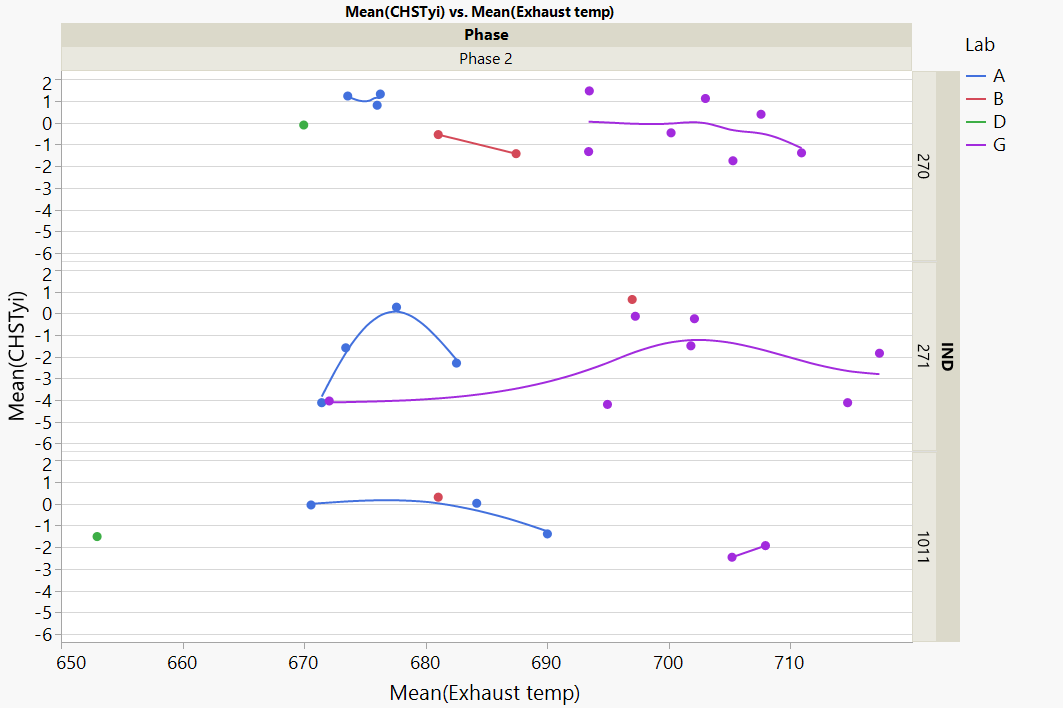 Mean(CHSTyi) vs. Mean(Exhaust temp)
Phase
Phase 2
Lab
A
B
D
G
Mean(CHSTyi)
2
1
0
-1
-2
-3
-4
-5
-6
270
2
1
0
-1
-2
-3
-4
-5
-6
271
IND
2
1
0
-1
-2
-3
-4
-5
-6
1011
650 660 670 680 690 700 710
Mean(Exhaust temp)